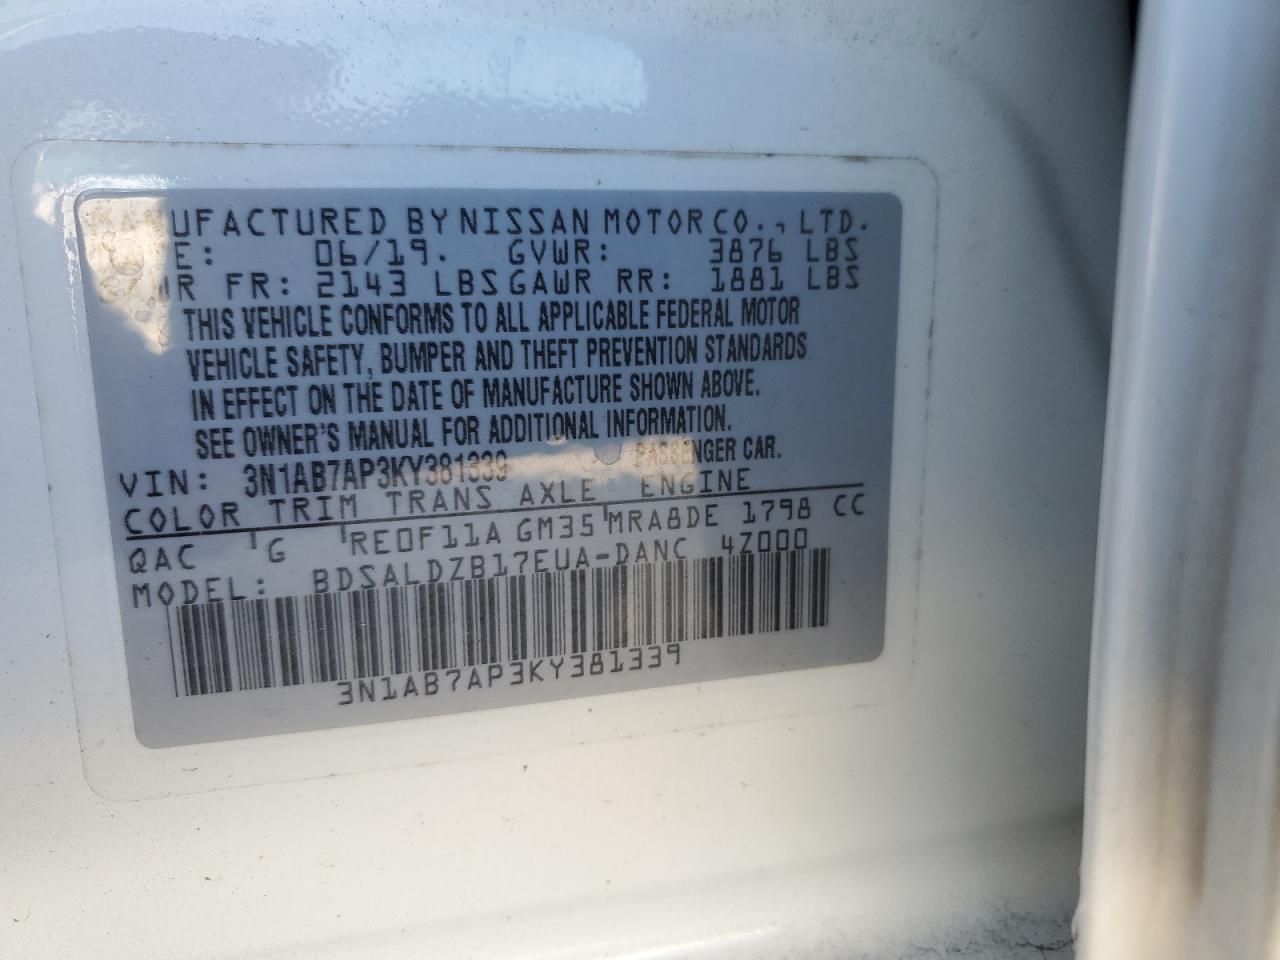 UFACTURED BY NISSAN MOTOR CO., LTD.
E: 06/19. GVWR: 3876 LBS
R FR: 2143 LBS GAWR RR: 1881 LBS
THIS VEHICLE CONFORMS TO ALL APPLICABLE FEDERAL MOTOR
VEHICLE SAFETY, BUMPER AND THEFT PREVENTION STANDARDS
IN EFFECT ON THE DATE OF MANUFACTURE SHOWN ABOVE.
SEE OWNER'S MANUAL FOR ADDITIONAL INFORMATION.
VIN: 3N1AB7AP3KY381339 PASSENGER CAR.
COLOR TRIM TRANS AXLE ENGINE
QAC G RE0F11A GM35 MRA8DE 1798 CC
MODEL: BDSALDZB17EUA-DANC 4Z000
3N1AB7AP3KY381339